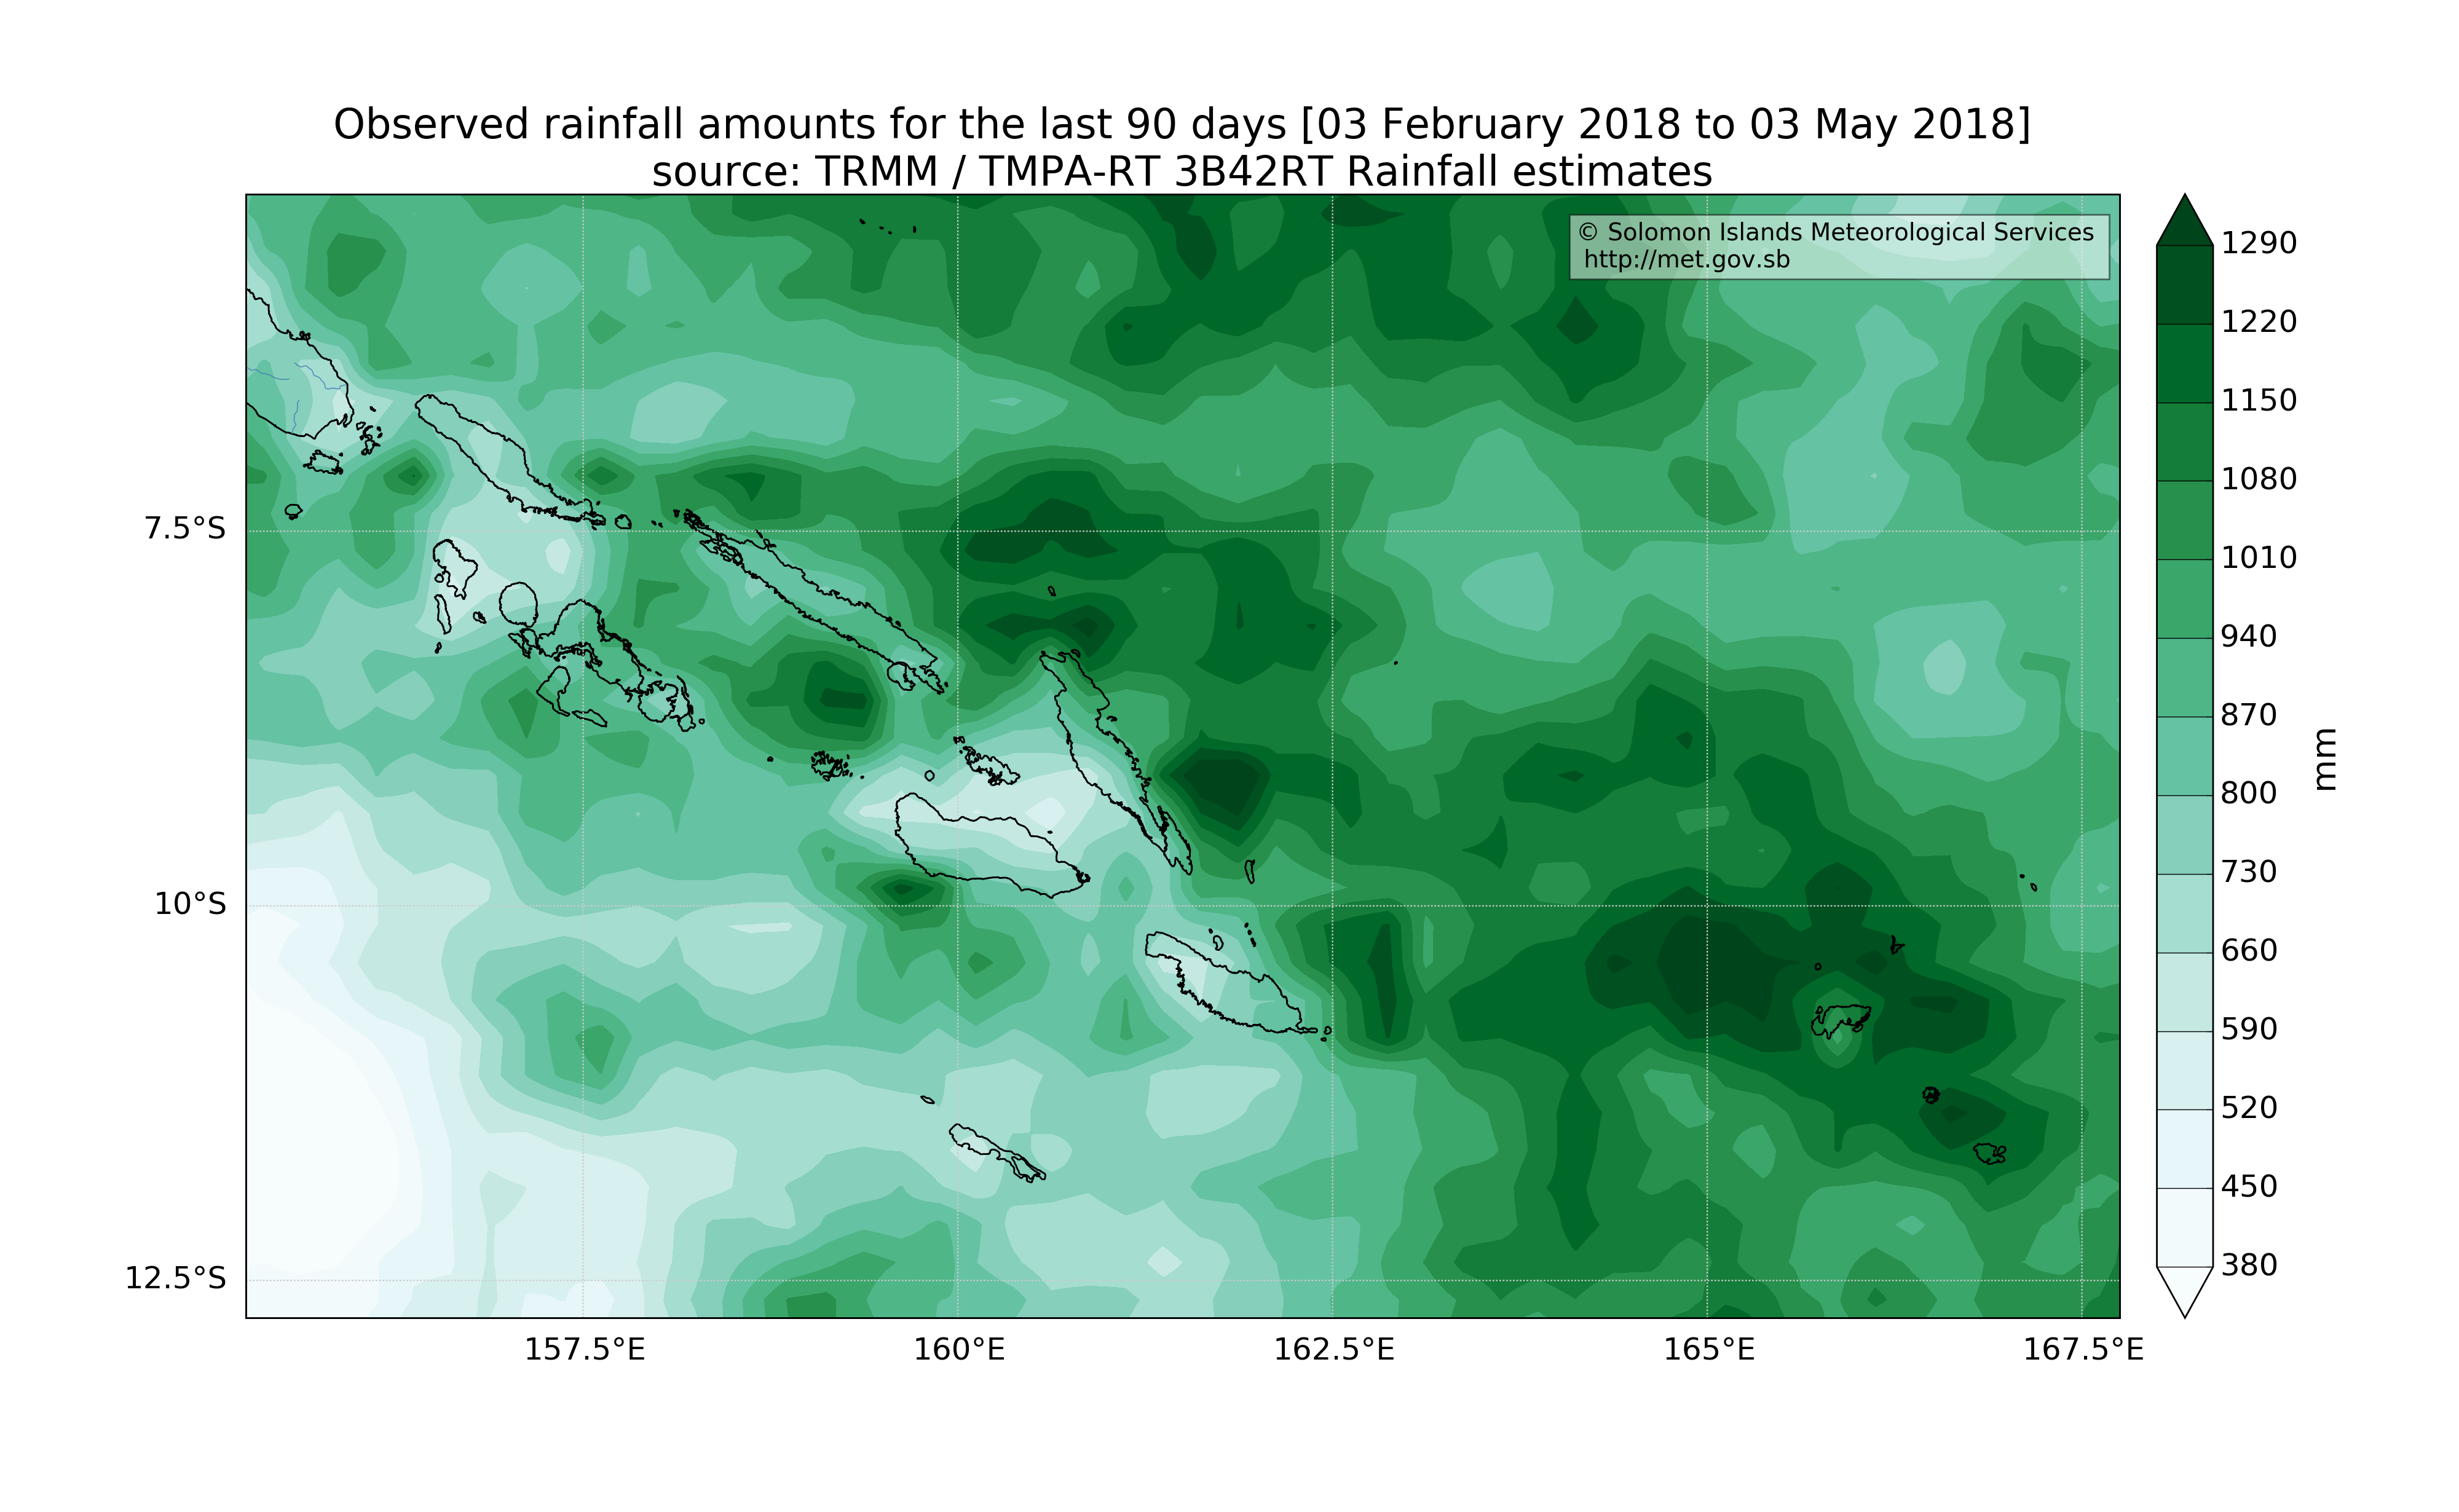 Observed rainfall amounts for the last 90 days [03 February 2018 to 03 May 2018]
source: TRMM / TMPA-RT 3B42RT Rainfall estimates
© Solomon Islands Meteorological Services
http://met.gov.sb
7.5°S
10°S
12.5°S
157.5°E
160°E
162.5°E
165°E
167.5°E
1290
1220
1150
1080
1010
940
870
800
730
660
590
520
450
380
mm